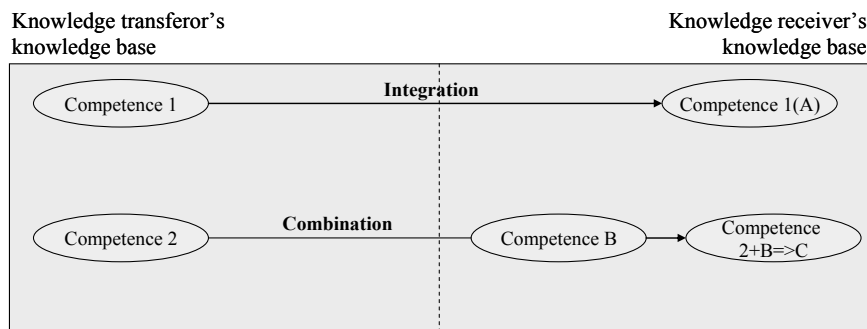 Knowledge transferor’s
knowledge base
Knowledge receiver’s
knowledge base
Competence 1
Integration
Competence 1(A)
Competence 2
Combination
Competence B
Competence
2+B=>C